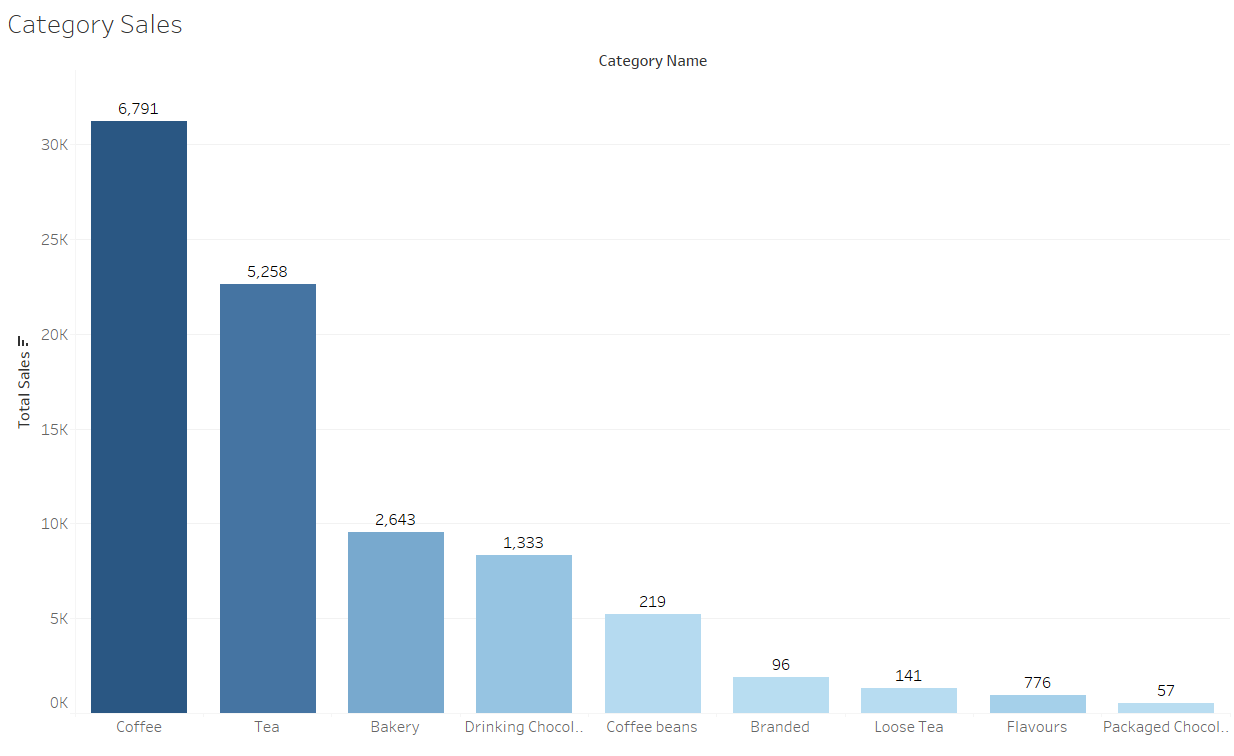 Category Sales
Category Name
Total Sales
30K
25K
20K
15K
10K
5K
0K
6,791
5,258
2,643
1,333
219
96
141
776
57
Coffee
Tea
Bakery
Drinking Chocol..
Coffee beans
Branded
Loose Tea
Flavours
Packaged Chocol..